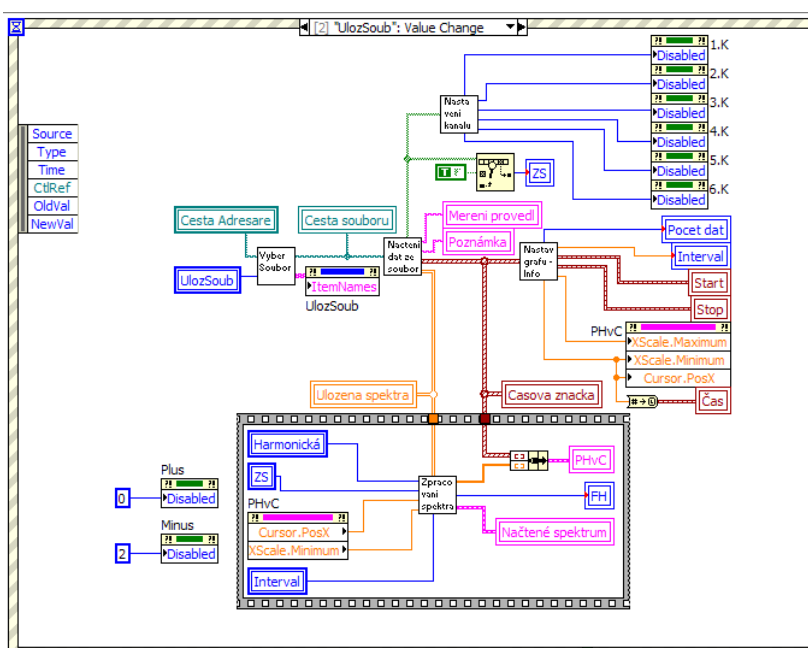 [2] "UlozSoub": Value Change
Source
Type
Time
CtlRef
OldVal
NewVal
Nasta
veni
kanalu
Disabled
1.K
Disabled
2.K
Disabled
3.K
Disabled
4.K
Disabled
5.K
Disabled
6.K
T F
ZS
Cesta Adresare
Cesta souboru
Mereni provedl
Poznámka
Vyber
Soubor
Nacteni
dat ze
soubor
UlozSoub
ItemNames
UlozSoub
Nastav
grafu -
Info
Pocet dat
Interval
Start
Stop
PHvC
XScale.Maximum
XScale.Minimum
Cursor.PosX
Čas
Ulozena spektra
Casova znacka
Harmonická
ZS
PHvC
Cursor.PosX
XScale.Minimum
Interval
Zpraco
vani
spektra
PHvC
FH
Načtené spektrum
Plus
0
Disabled
Minus
2
Disabled